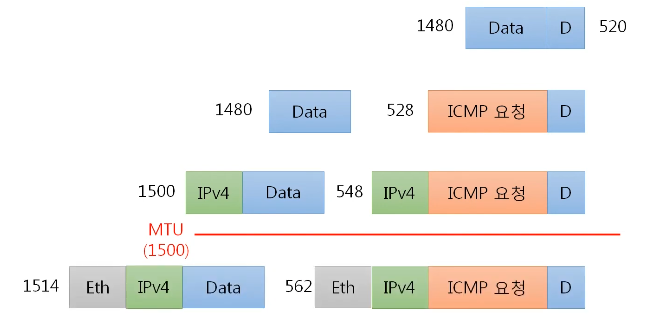 1480 Data D 520
1480 Data 528 ICMP 요청 D
1500 IPv4 Data 548 IPv4 ICMP 요청 D
MTU
(1500)
1514 Eth IPv4 Data 562 Eth IPv4 ICMP 요청 D